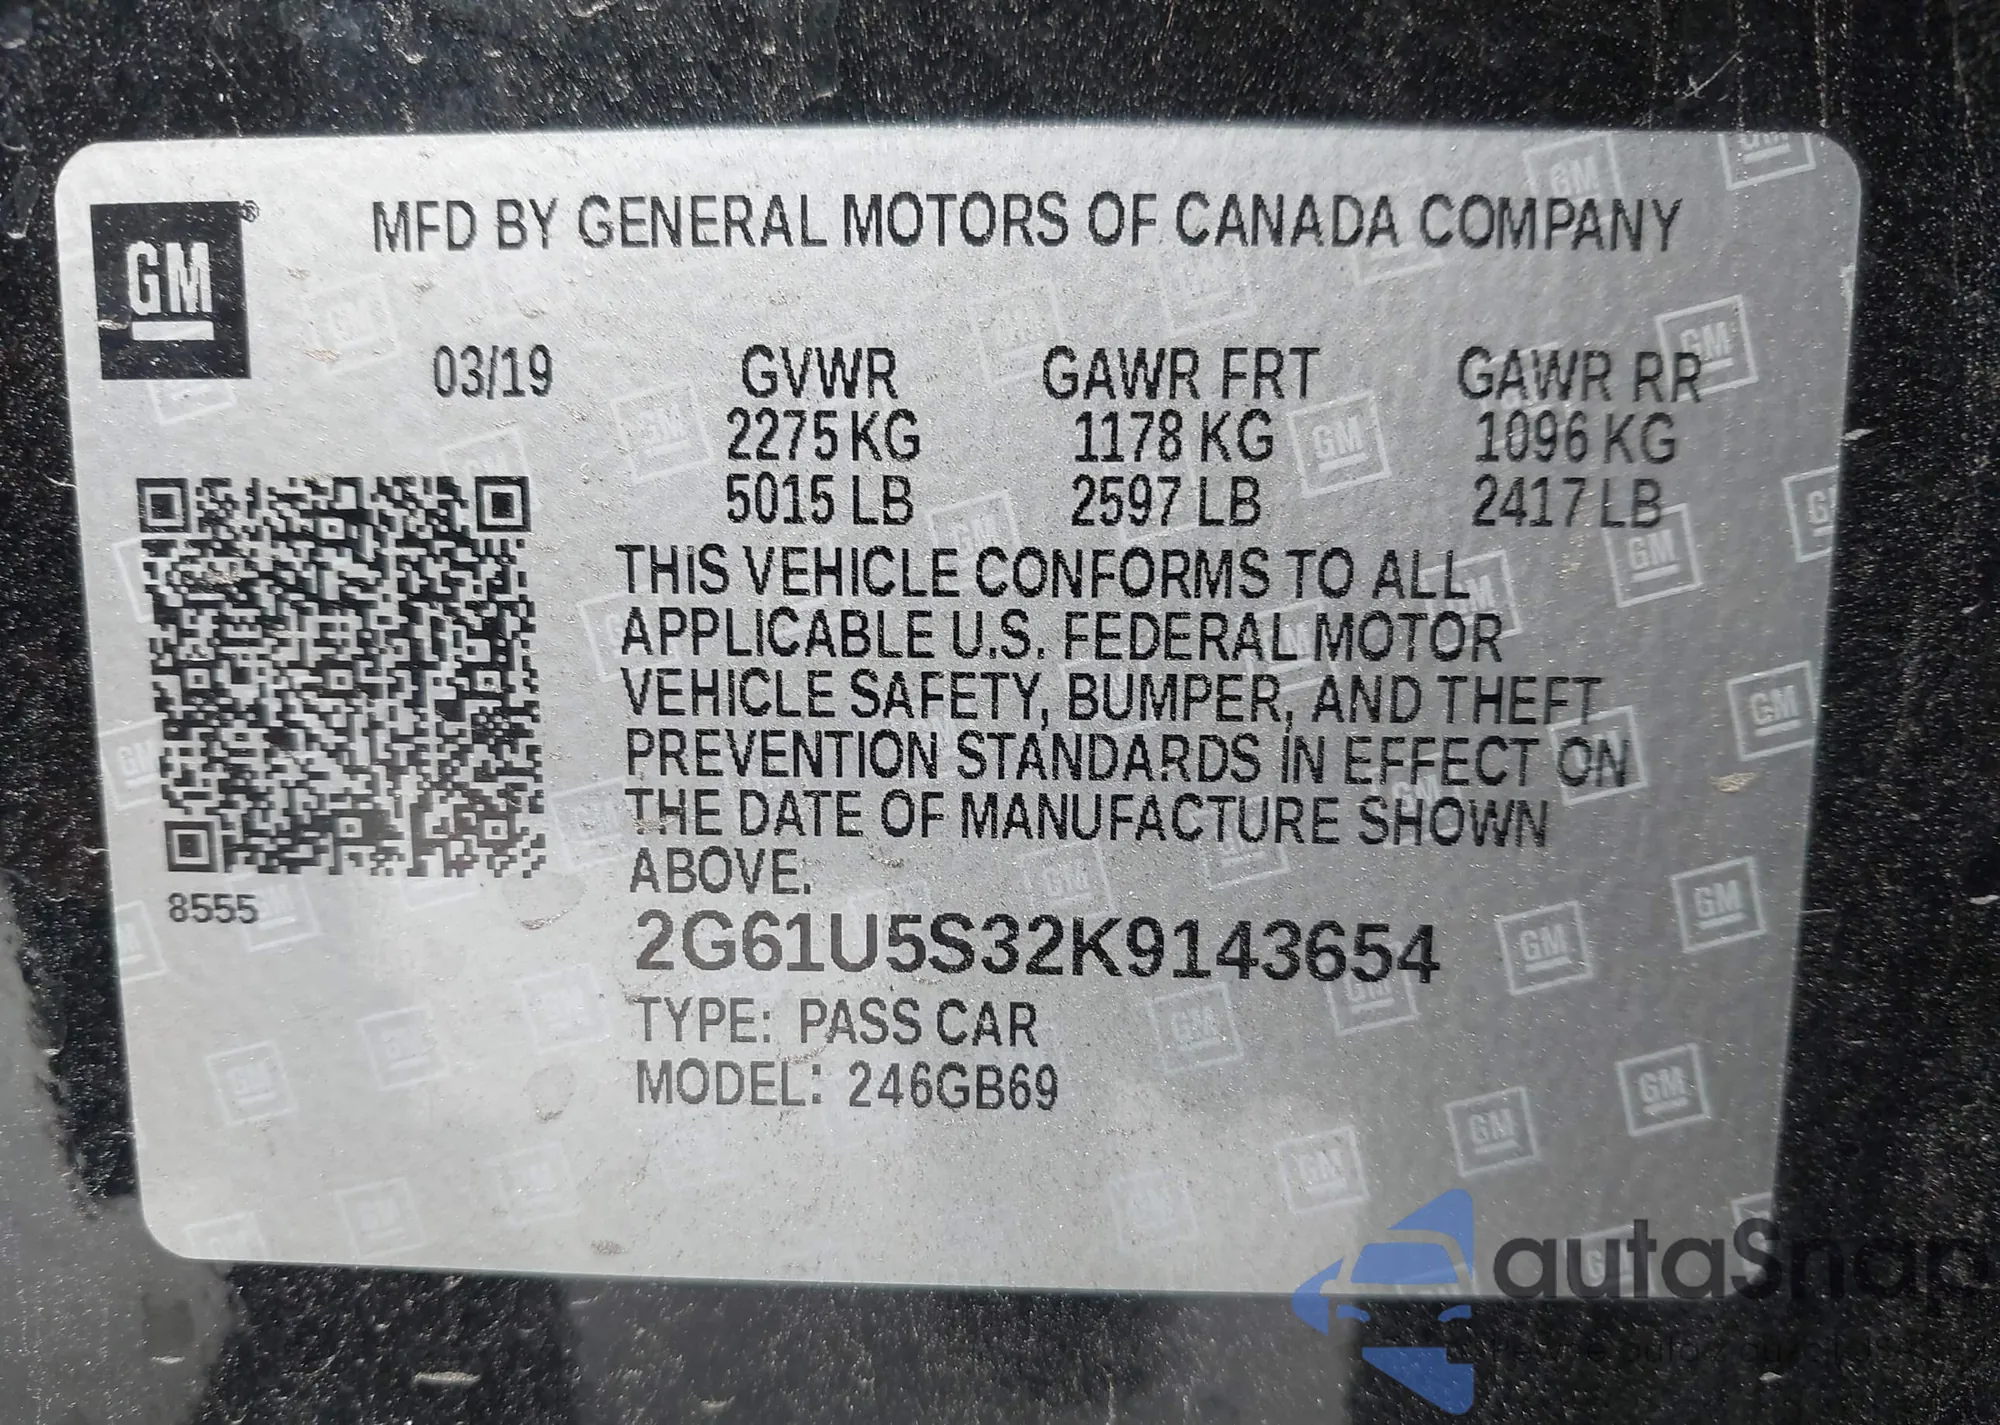 GM®
MFD BY GENERAL MOTORS OF CANADA COMPANY
03/19 GVWR GAWR FRT GAWR RR
2275 KG 1178 KG 1096 KG
5015 LB 2597 LB 2417 LB
THIS VEHICLE CONFORMS TO ALL
APPLICABLE U.S. FEDERAL MOTOR
VEHICLE SAFETY, BUMPER, AND THEFT
PREVENTION STANDARDS IN EFFECT ON
THE DATE OF MANUFACTURE SHOWN
ABOVE.
8555
2G61U5S32K9143654
TYPE: PASS CAR
MODEL: 246GB69
autaSnap